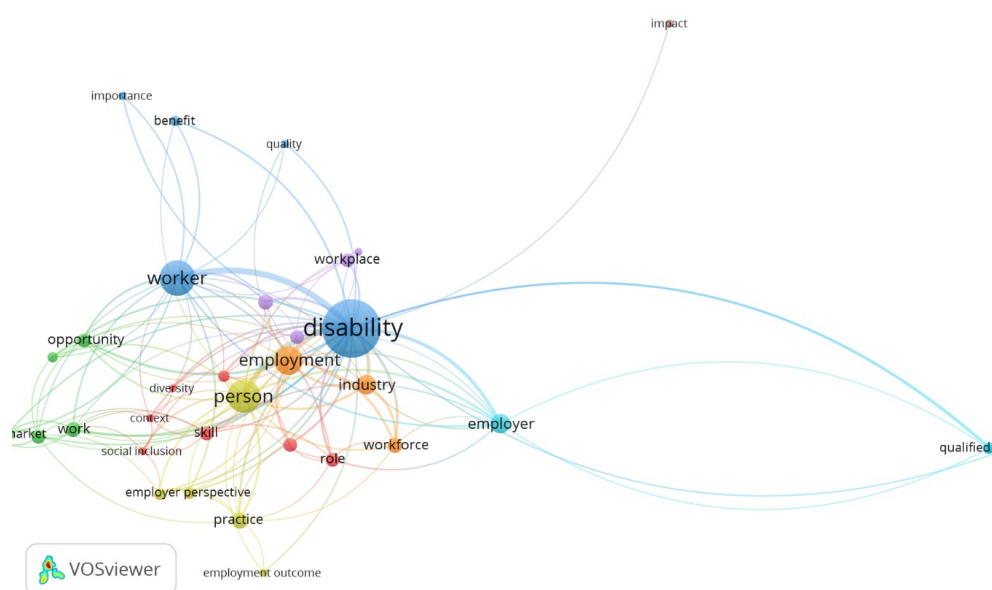 impact
importance
benefit
quality
workplace
worker
disability
opportunity
employment
industry
diversity
person
context
employer
work
skill
workforce
social inclusion
role
qualified
employer perspective
practice
employment outcome
VOSviewer